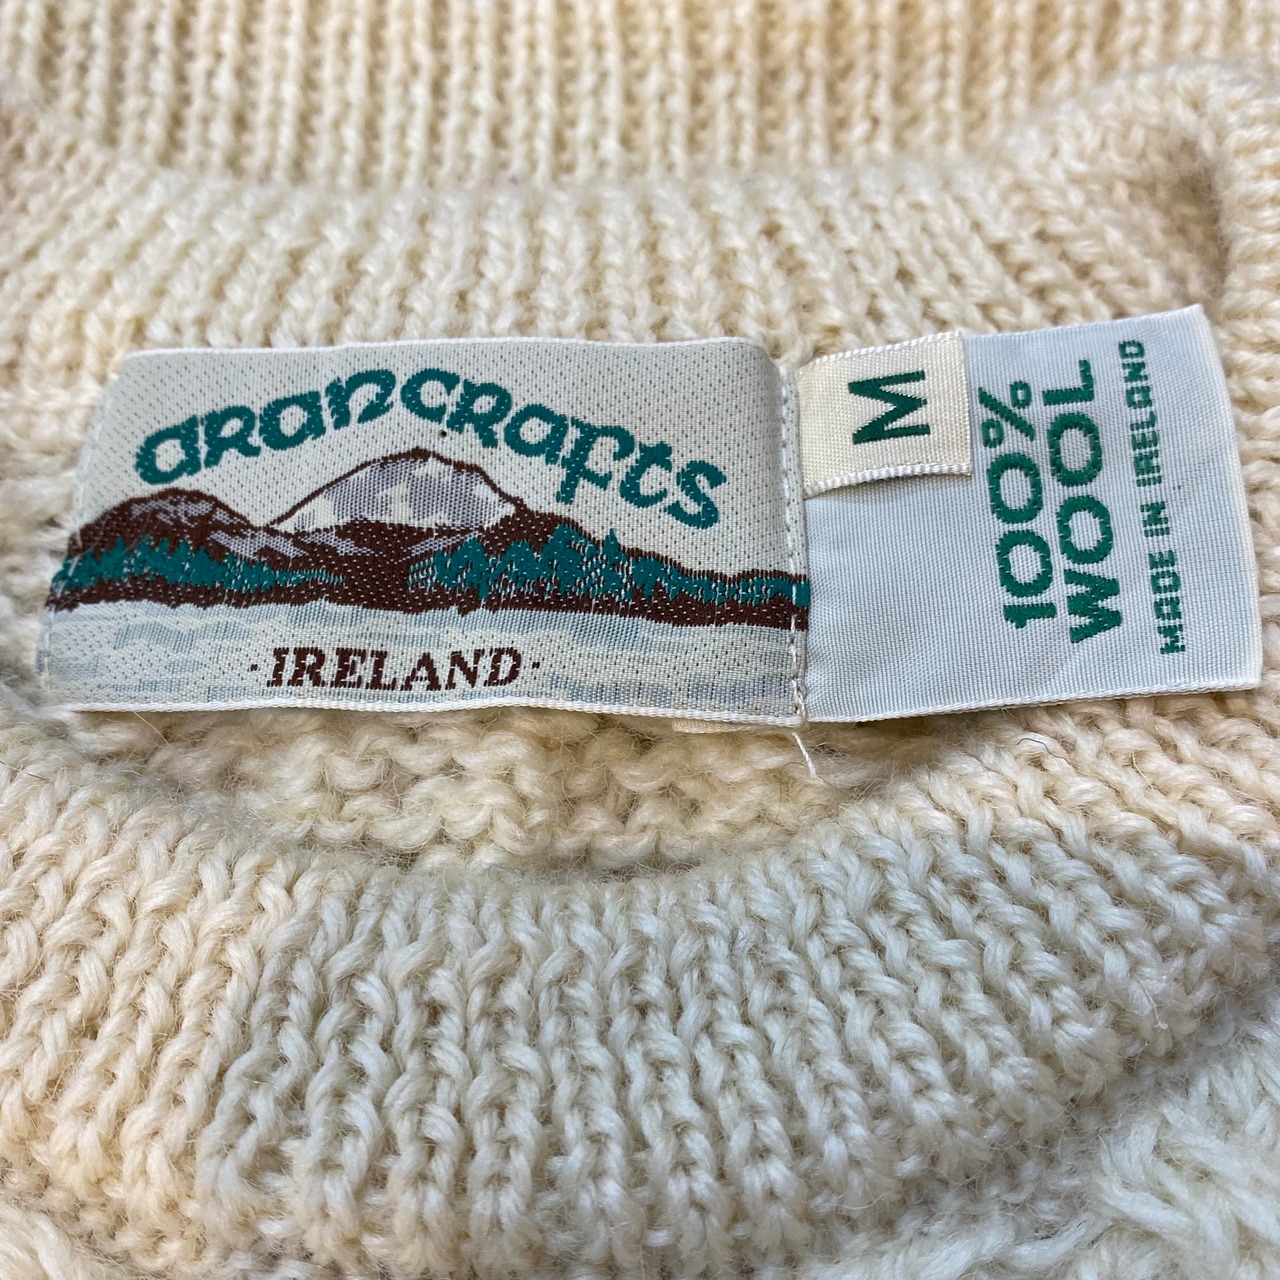 arancrafts
·IRELAND·
M
100%
WOOL
MADE IN IRELAND